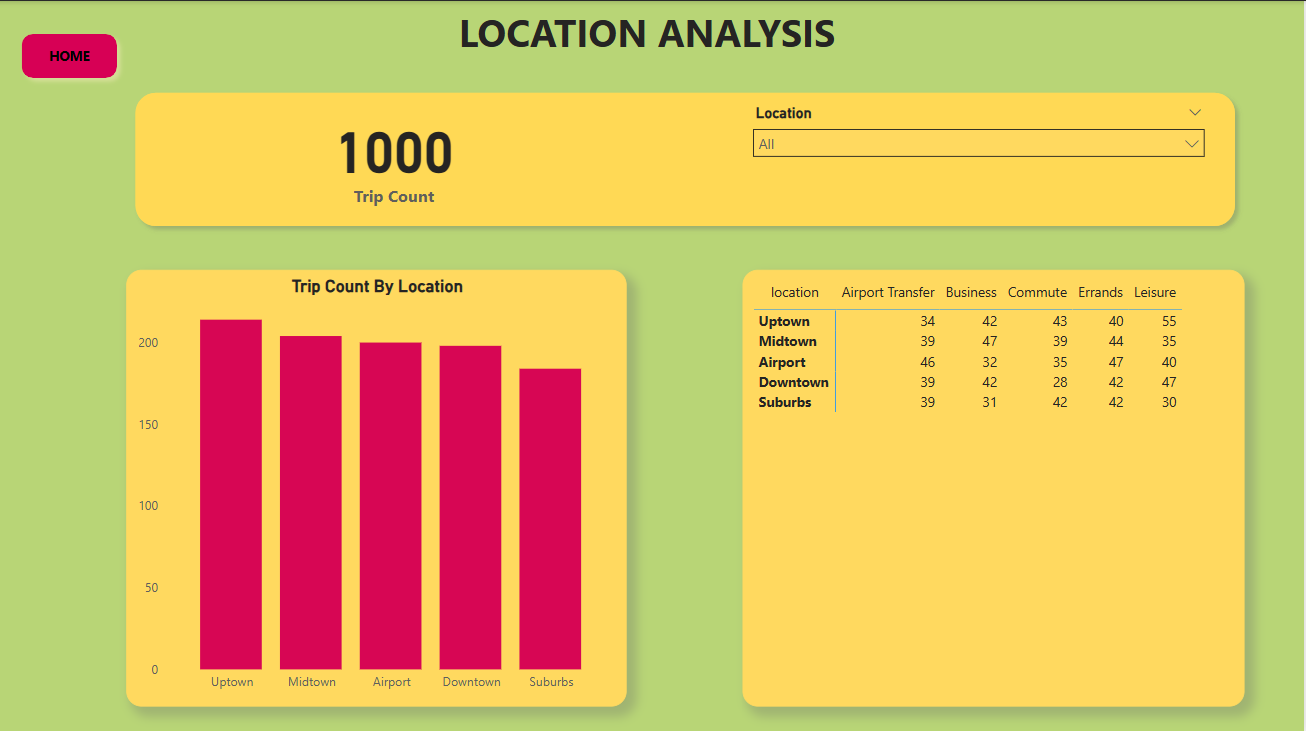 LOCATION ANALYSIS
HOME
1000
Trip Count
Location
All
Trip Count By Location
200
150
100
50
0
Uptown Midtown Airport Downtown Suburbs
location Airport Transfer Business Commute Errands Leisure
Uptown 34 42 43 40 55
Midtown 39 47 39 44 35
Airport 46 32 35 47 40
Downtown 39 42 28 42 47
Suburbs 39 31 42 42 30